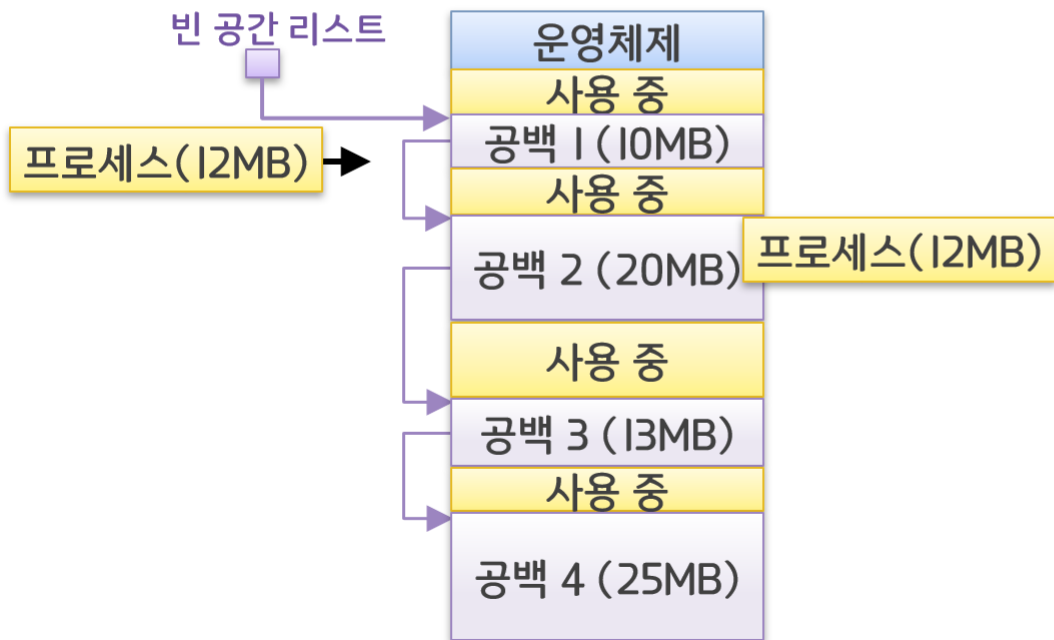 빈 공간 리스트
운영체제
사용 중
공백 1 (10MB)
프로세스(12MB)
사용 중
공백 2 (20MB)
프로세스(12MB)
사용 중
공백 3 (13MB)
사용 중
공백 4 (25MB)